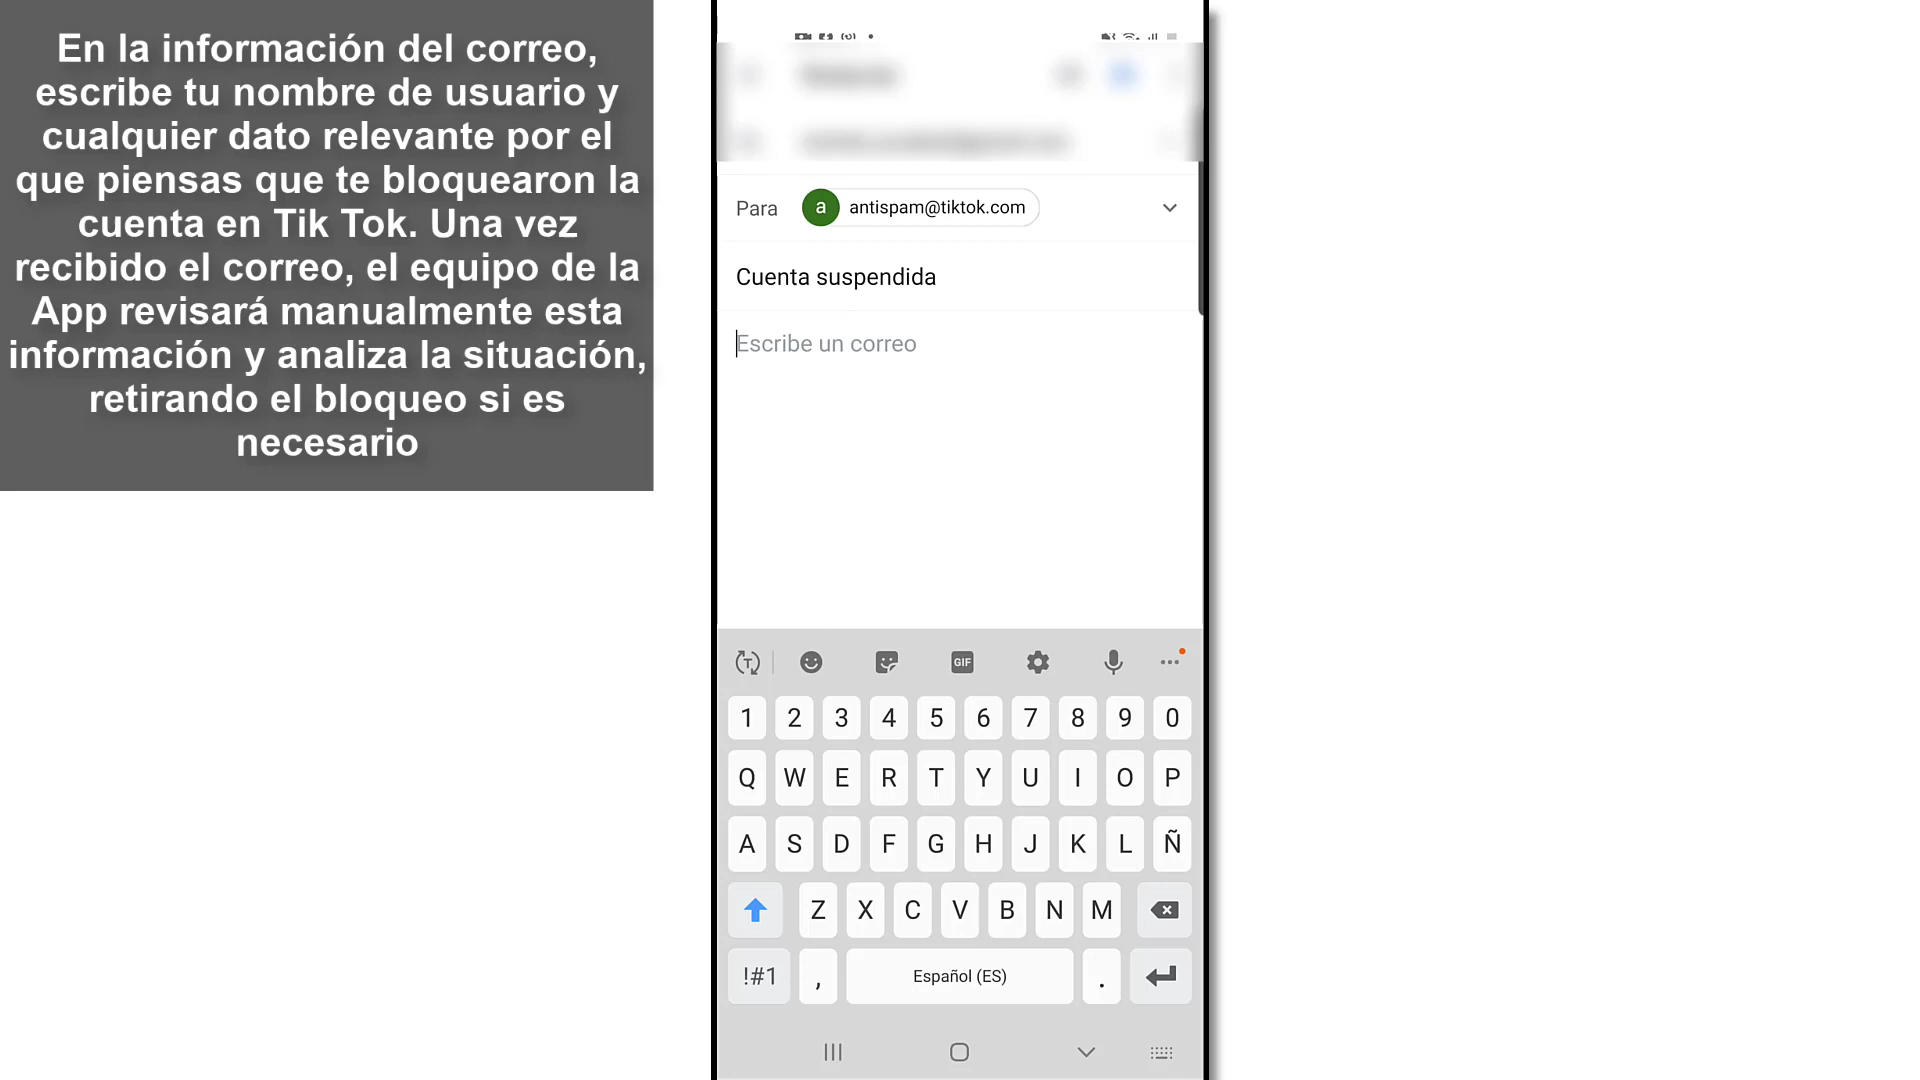 En la información del correo,
escribe tu nombre de usuario y
cualquier dato relevante por el
que piensas que te bloquearon la
cuenta en Tik Tok. Una vez
recibido el correo, el equipo de la
App revisará manualmente esta
información y analiza la situación,
retirando el bloqueo si es
necesario
Para a antispam@tiktok.com
Cuenta suspendida
Escribe un correo
GIF
1 2 3 4 5 6 7 8 9 0
Q W E R T Y U I O P
A S D F G H J K L Ñ
Z X C V B N M
!#1 , Español (ES) .